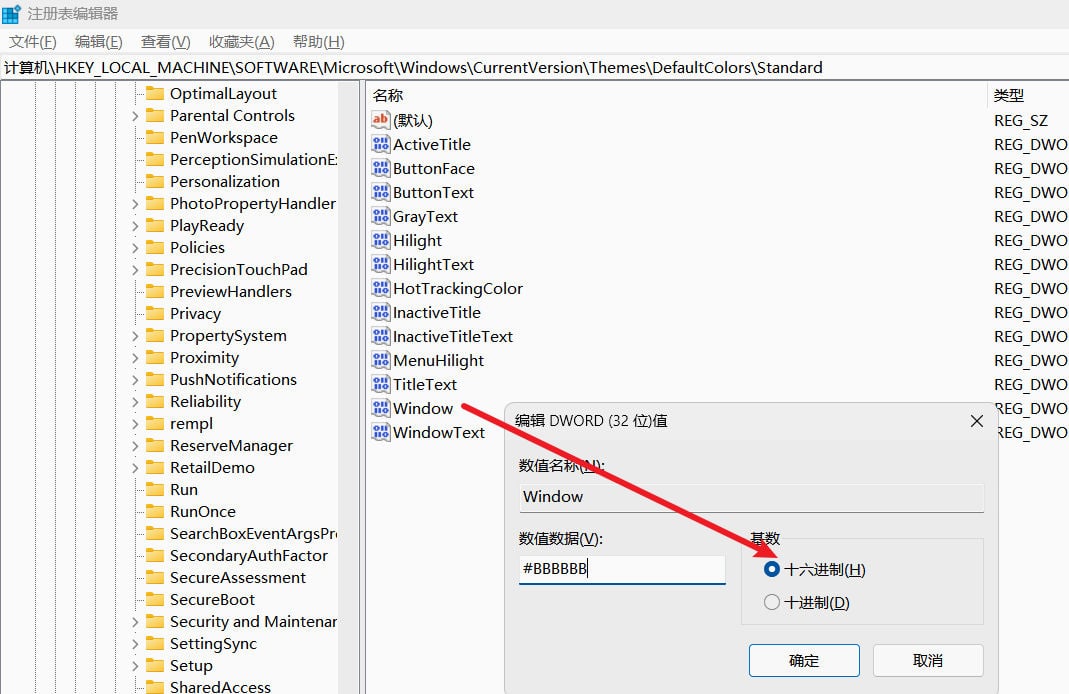 注册表编辑器
文件(F) 编辑(E) 查看(V) 收藏夹(A) 帮助(H)
计算机\HKEY_LOCAL_MACHINE\SOFTWARE\Microsoft\Windows\CurrentVersion\Themes\DefaultColors\Standard
OptimalLayout
Parental Controls
PenWorkspace
PerceptionSimulationEx
Personalization
PhotoPropertyHandler
PlayReady
Policies
PrecisionTouchPad
PreviewHandlers
Privacy
PropertySystem
Proximity
PushNotifications
Reliability
rempl
ReserveManager
RetailDemo
Run
RunOnce
SearchBoxEventArgsPr
SecondaryAuthFactor
SecureAssessment
SecureBoot
Security and Maintenan
SettingSync
Setup
SharedAccess
名称 类型
(默认) REG_SZ
ActiveTitle REG_DWO
ButtonFace REG_DWO
ButtonText REG_DWO
GrayText REG_DWO
Hilight REG_DWO
HilightText REG_DWO
HotTrackingColor REG_DWO
InactiveTitle REG_DWO
InactiveTitleText REG_DWO
MenuHilight REG_DWO
TitleText REG_DWO
Window REG_DWO
WindowText REG_DWO
编辑 DWORD (32 位)值
数值名称(N):
Window
数值数据(V):
#BBBBBB
基数
十六进制(H)
十进制(D)
确定 取消